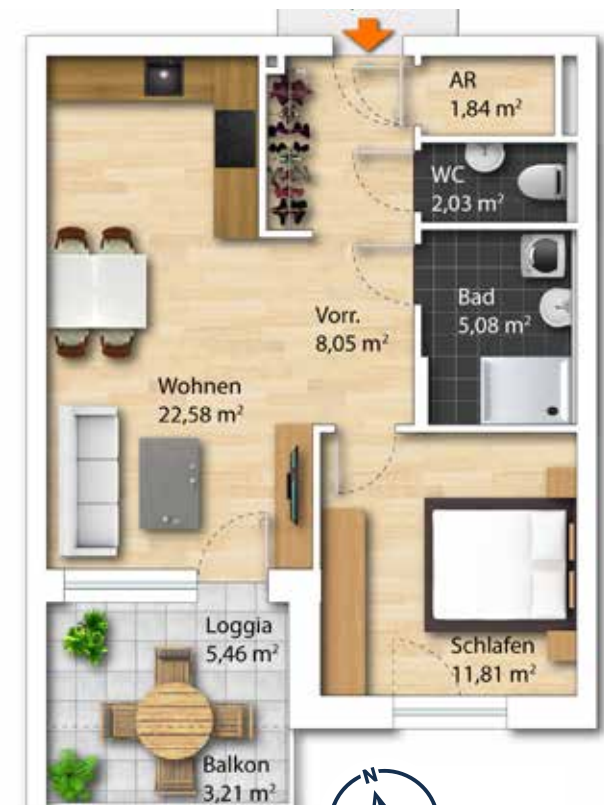 AR
1,84 m²
WC
2,03 m²
Bad
5,08 m²
Vorr.
8,05 m²
Wohnen
22,58 m²
Loggia
5,46 m²
Schlafen
11,81 m²
Balkon
3,21 m²
N